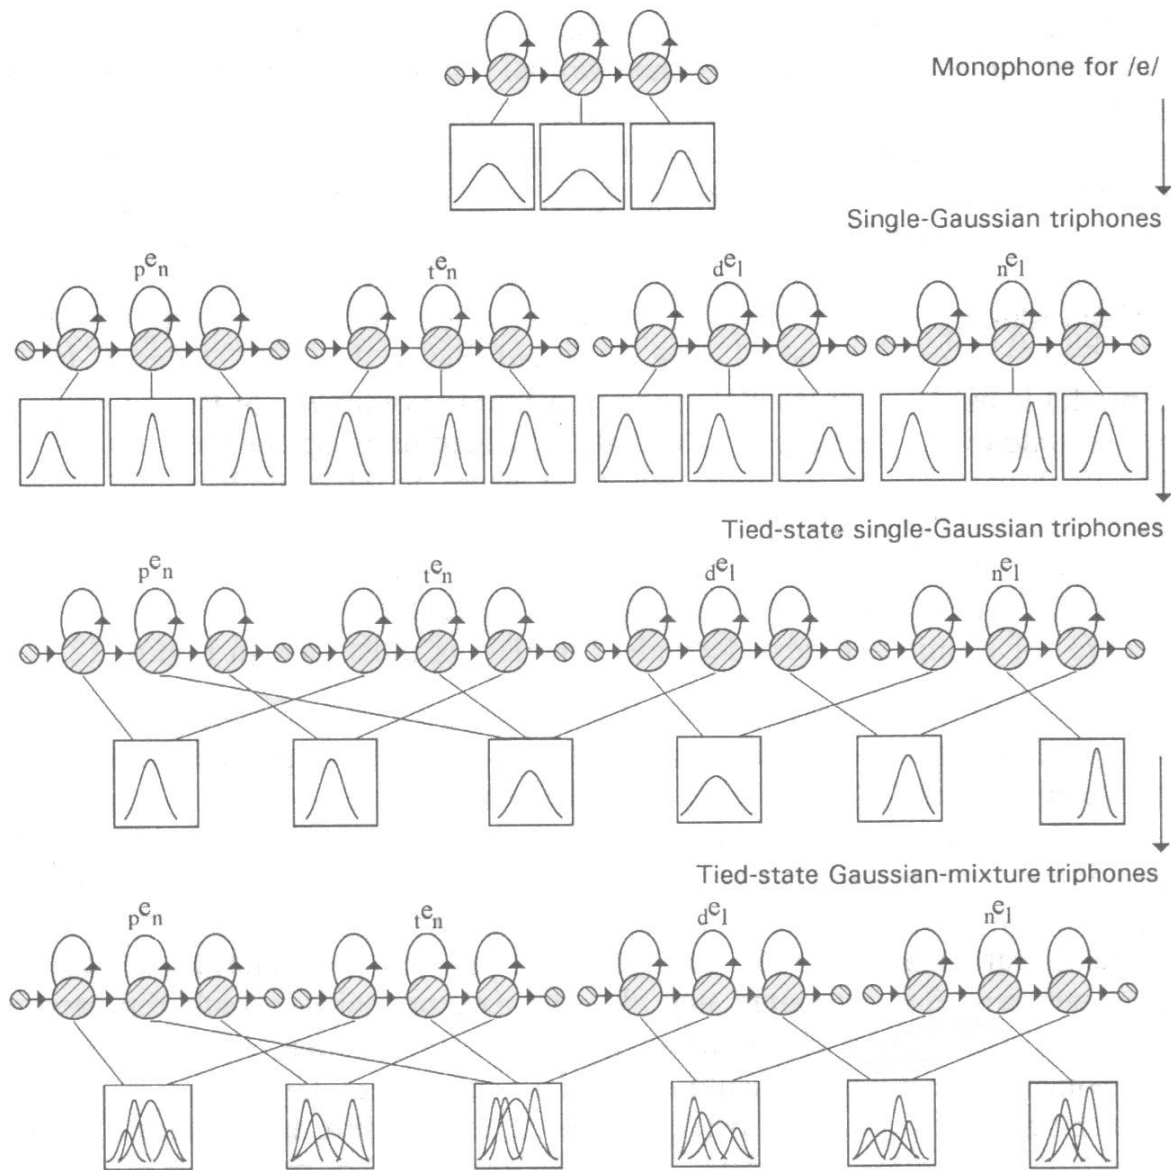 Monophone for /e/
Single-Gaussian triphones
pen ten del nel
Tied-state single-Gaussian triphones
pen ten del nel
Tied-state Gaussian-mixture triphones
pen ten del nel